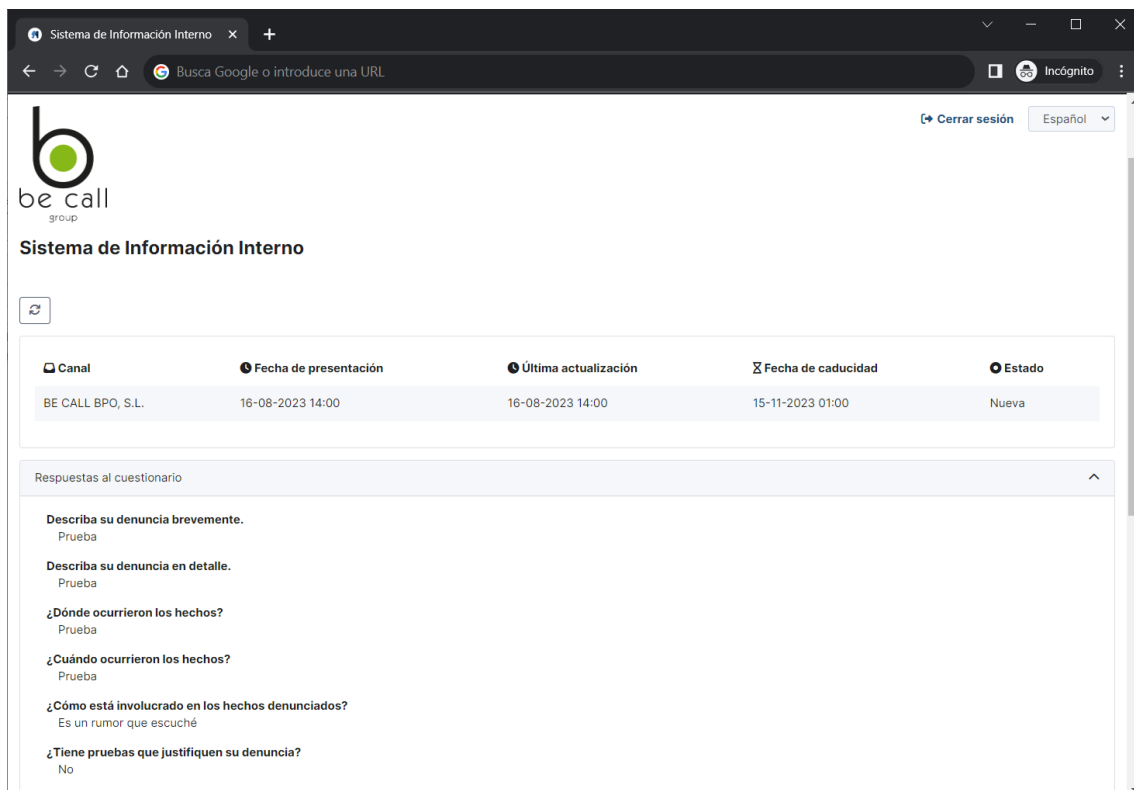 Sistema de Información Interno
Busca Google o introduce una URL
Incógnito
be call
group
Cerrar sesión
Español
Sistema de Información Interno
Canal Fecha de presentación Última actualización Fecha de caducidad Estado
BE CALL BPO, S.L. 16-08-2023 14:00 16-08-2023 14:00 15-11-2023 01:00 Nueva
Respuestas al cuestionario
Describa su denuncia brevemente.
Prueba
Describa su denuncia en detalle.
Prueba
¿Dónde ocurrieron los hechos?
Prueba
¿Cuándo ocurrieron los hechos?
Prueba
¿Cómo está involucrado en los hechos denunciados?
Es un rumor que escuché
¿Tiene pruebas que justifiquen su denuncia?
No